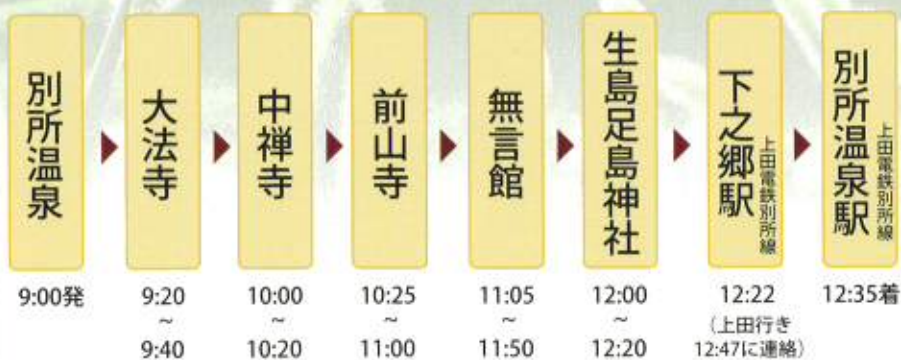 別所温泉
9:00発
大法寺
9:20
~
9:40
中禅寺
10:00
~
10:20
前山寺
10:25
~
11:00
無言館
11:05
~
11:50
生島足島神社
12:00
~
12:20
下之郷駅
上田電鉄別所線
12:22
(上田行き
12:47に連絡)
別所温泉駅
上田電鉄別所線
12:35着